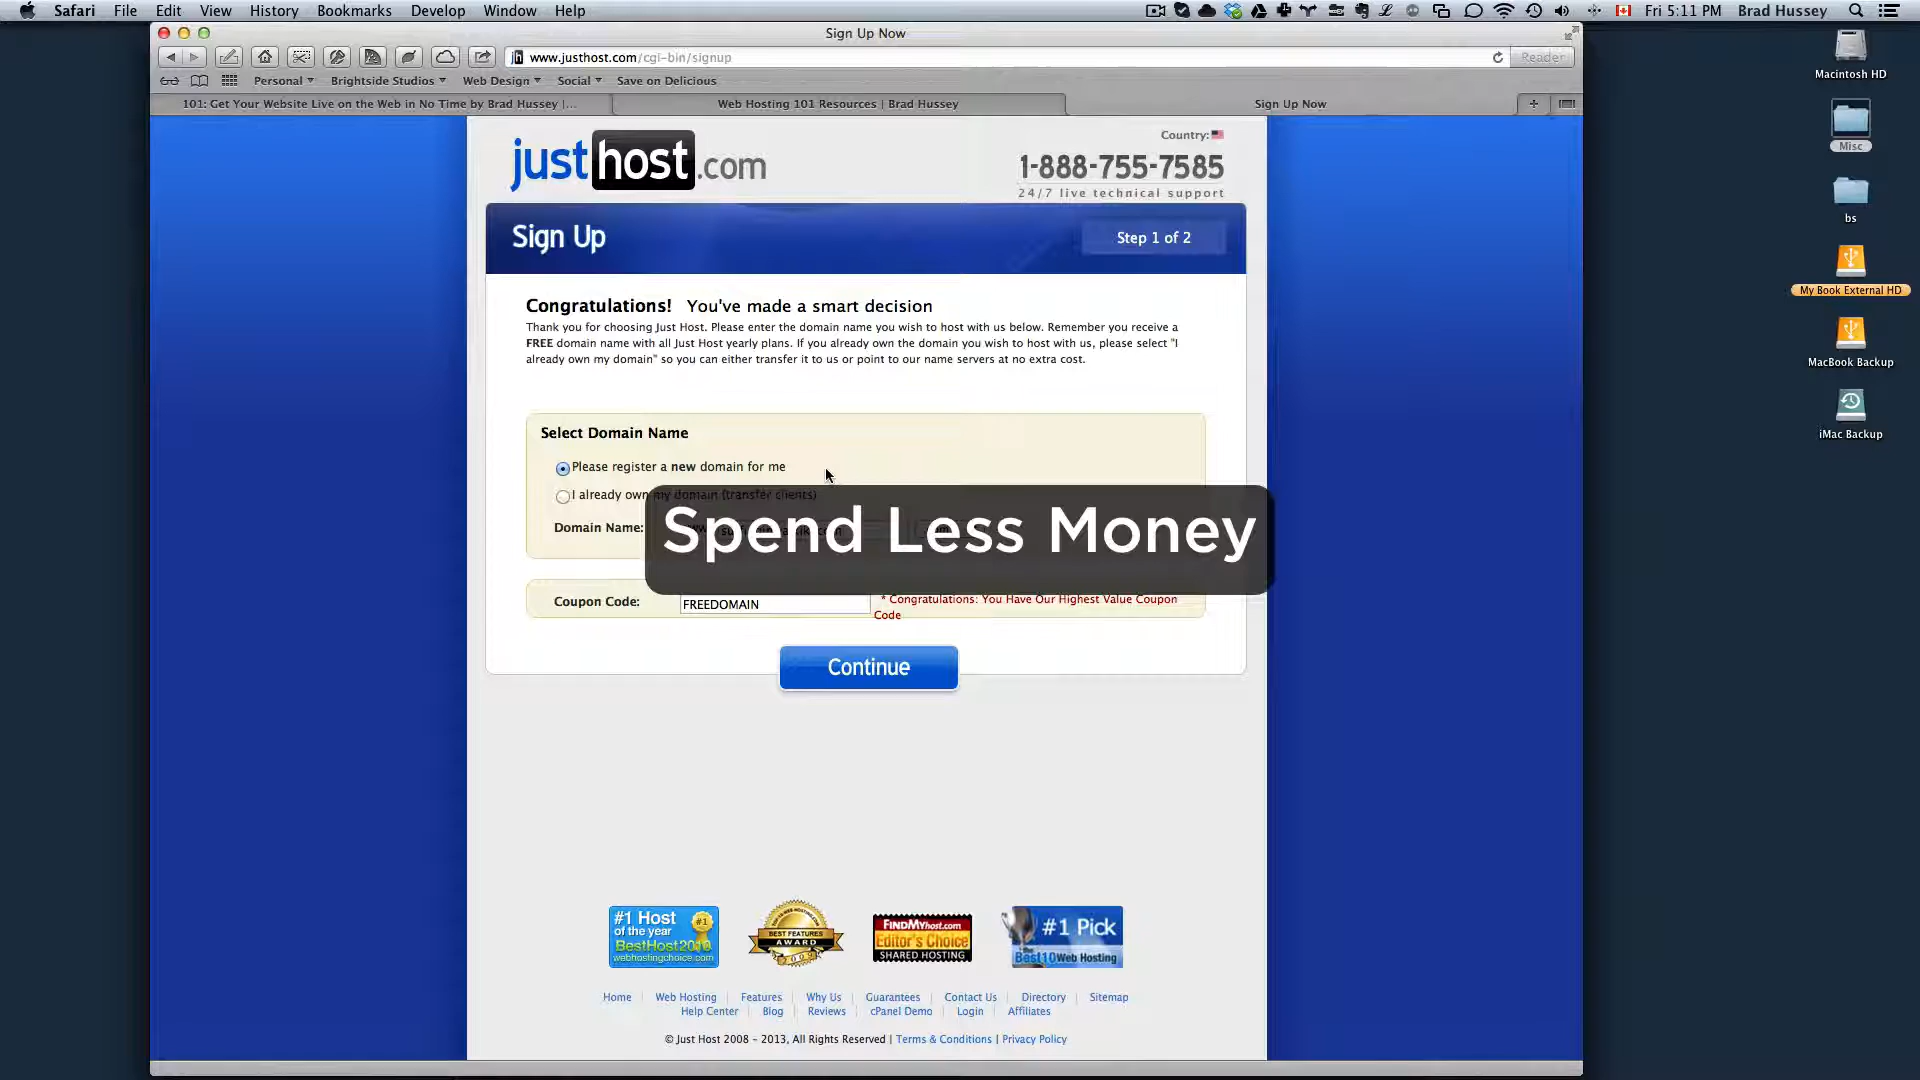 Safari File Edit View History Bookmarks Develop Window Help
Fri 5:11 PM Brad Hussey
Sign Up Now
www.justhost.com/cgi-bin/signup
Reader
Personal Brightside Studios Web Design Social Save on Delicious
101: Get Your Website Live on the Web in No Time by Brad Hussey |...
Web Hosting 101 Resources | Brad Hussey
Sign Up Now
Macintosh HD
Misc
bs
My Book External HD
MacBook Backup
iMac Backup
justhost.com
Country:
1-888-755-7585
24/7 live technical support
Sign Up
Step 1 of 2
Congratulations! You've made a smart decision
Thank you for choosing Just Host. Please enter the domain name you wish to host with us below. Remember you receive a
FREE domain name with all Just Host yearly plans. If you already own the domain you wish to host with us, please select "I
already own my domain" so you can either transfer it to us or point to our name servers at no extra cost.
Select Domain Name
Please register a new domain for me
I already own my domain (transfer clients)
Domain Name:
Spend Less Money
Coupon Code:
FREEDOMAIN
* Congratulations: You Have Our Highest Value Coupon
Code
Continue
#1 Host
of the year
BestHost2010
webhostingchoice.com
#1
BEST FEATURES
AWARD
2009
FINDMYhost.com
Editor's Choice
SHARED HOSTING
#1 Pick
Best10WebHosting
Home Web Hosting Features Why Us Guarantees Contact Us Directory Sitemap
Help Center Blog Reviews cPanel Demo Login Affiliates
© Just Host 2008 - 2013, All Rights Reserved | Terms & Conditions | Privacy Policy